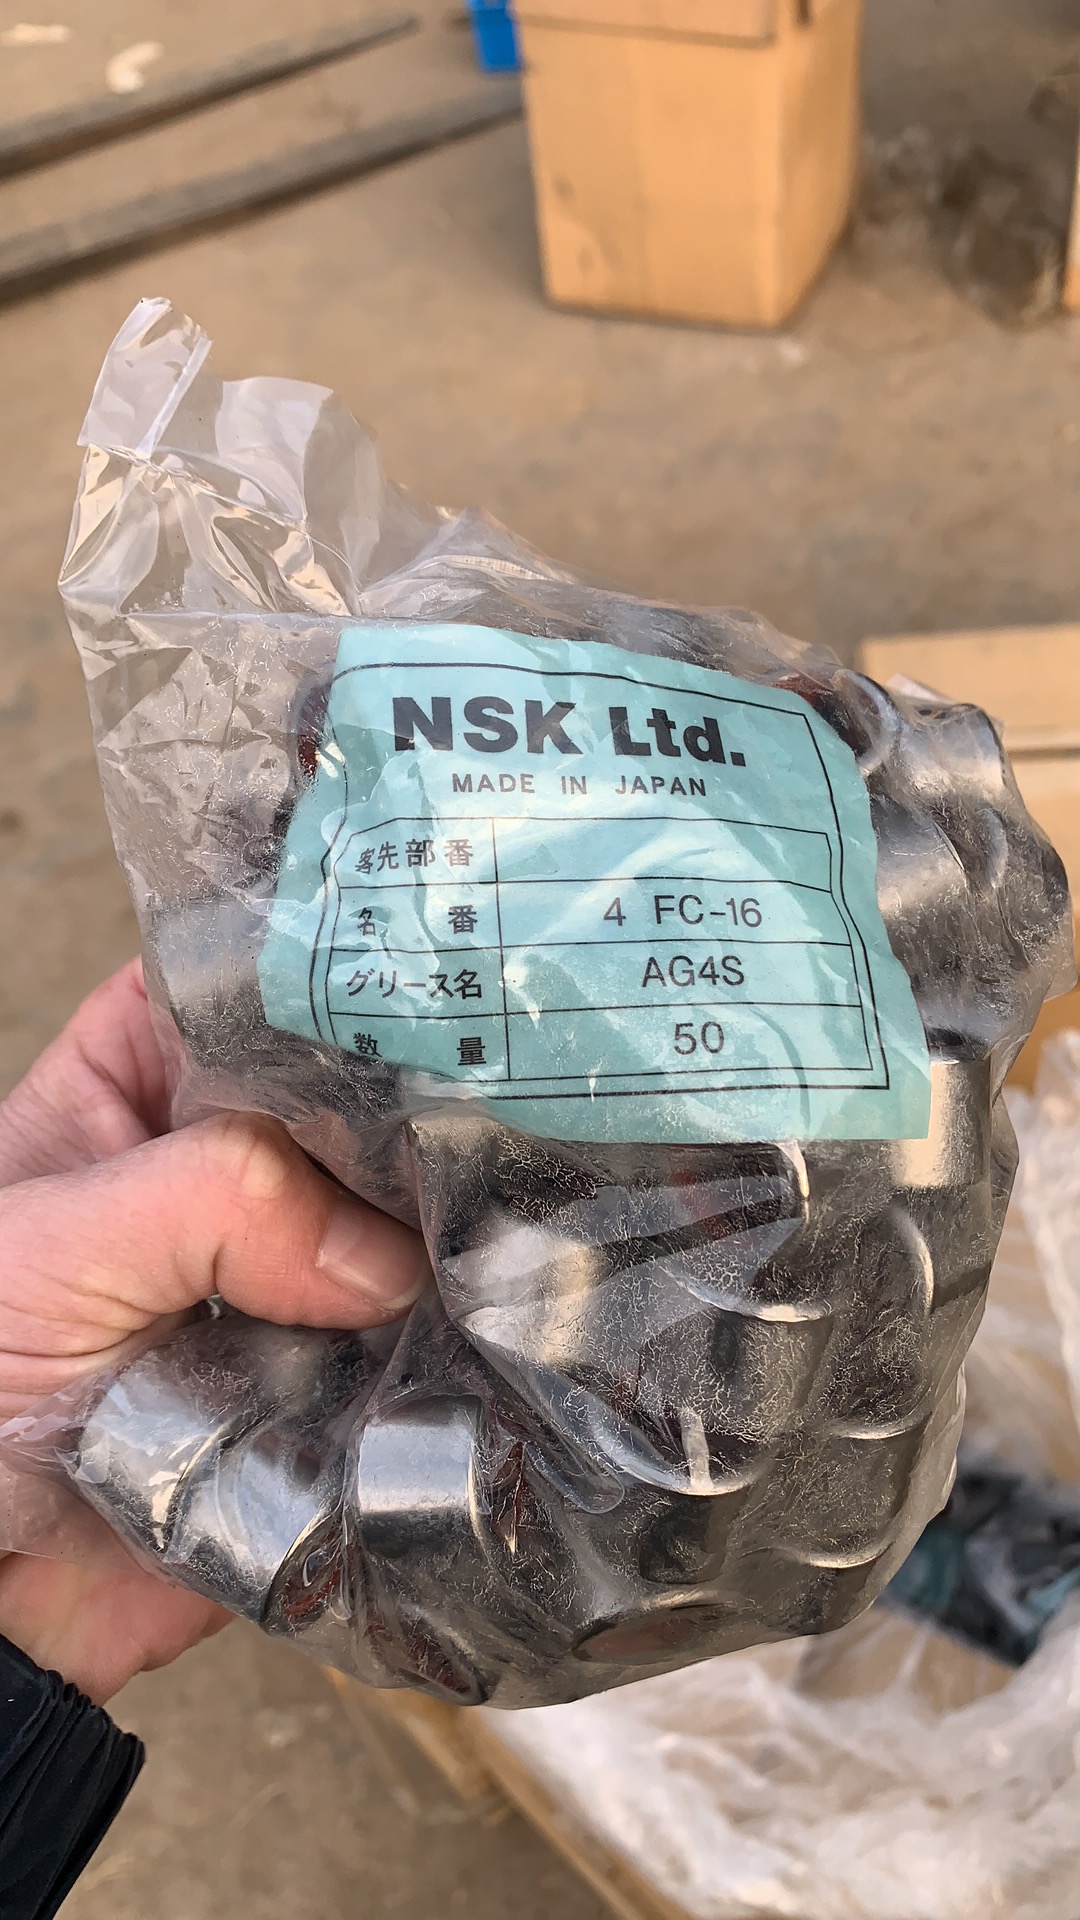 NSK Ltd.
MADE IN JAPAN
客先部番
名番 4 FC-16
グリース名 AG4S
数量 50